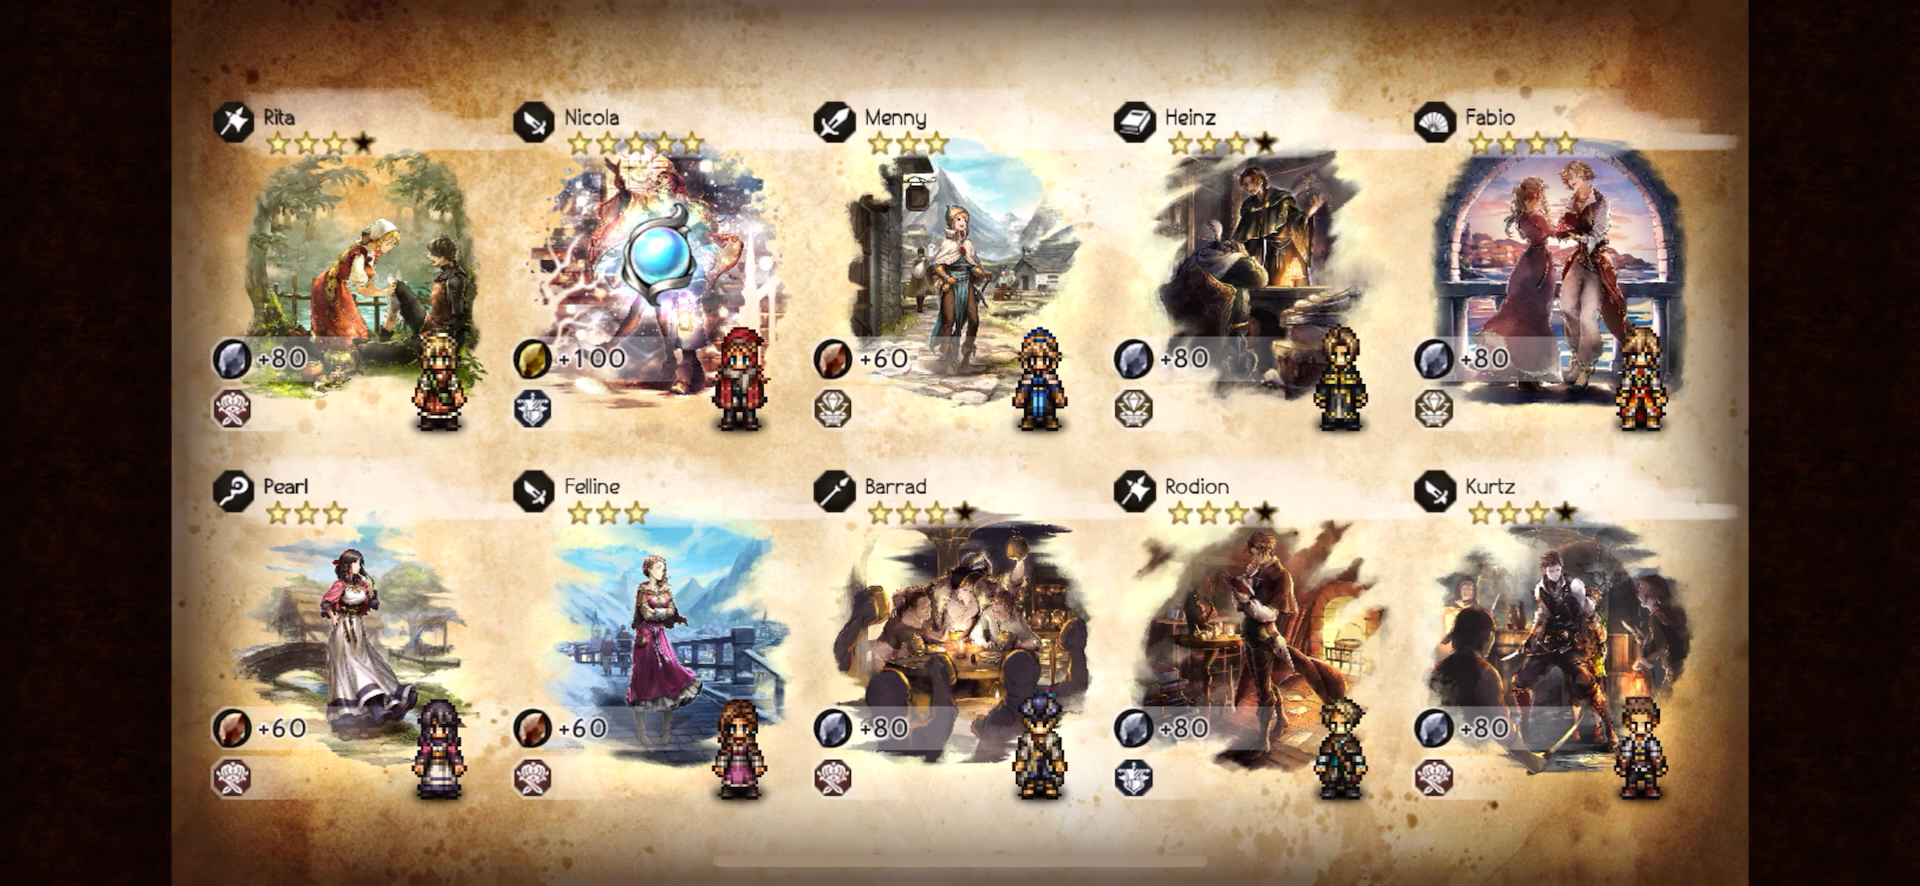 Rita
Nicola
Menny
Heinz
Fabio
+80
+100
+60
+80
+80
Pearl
Felline
Barrad
Rodion
Kurtz
+60
+60
+80
+80
+80